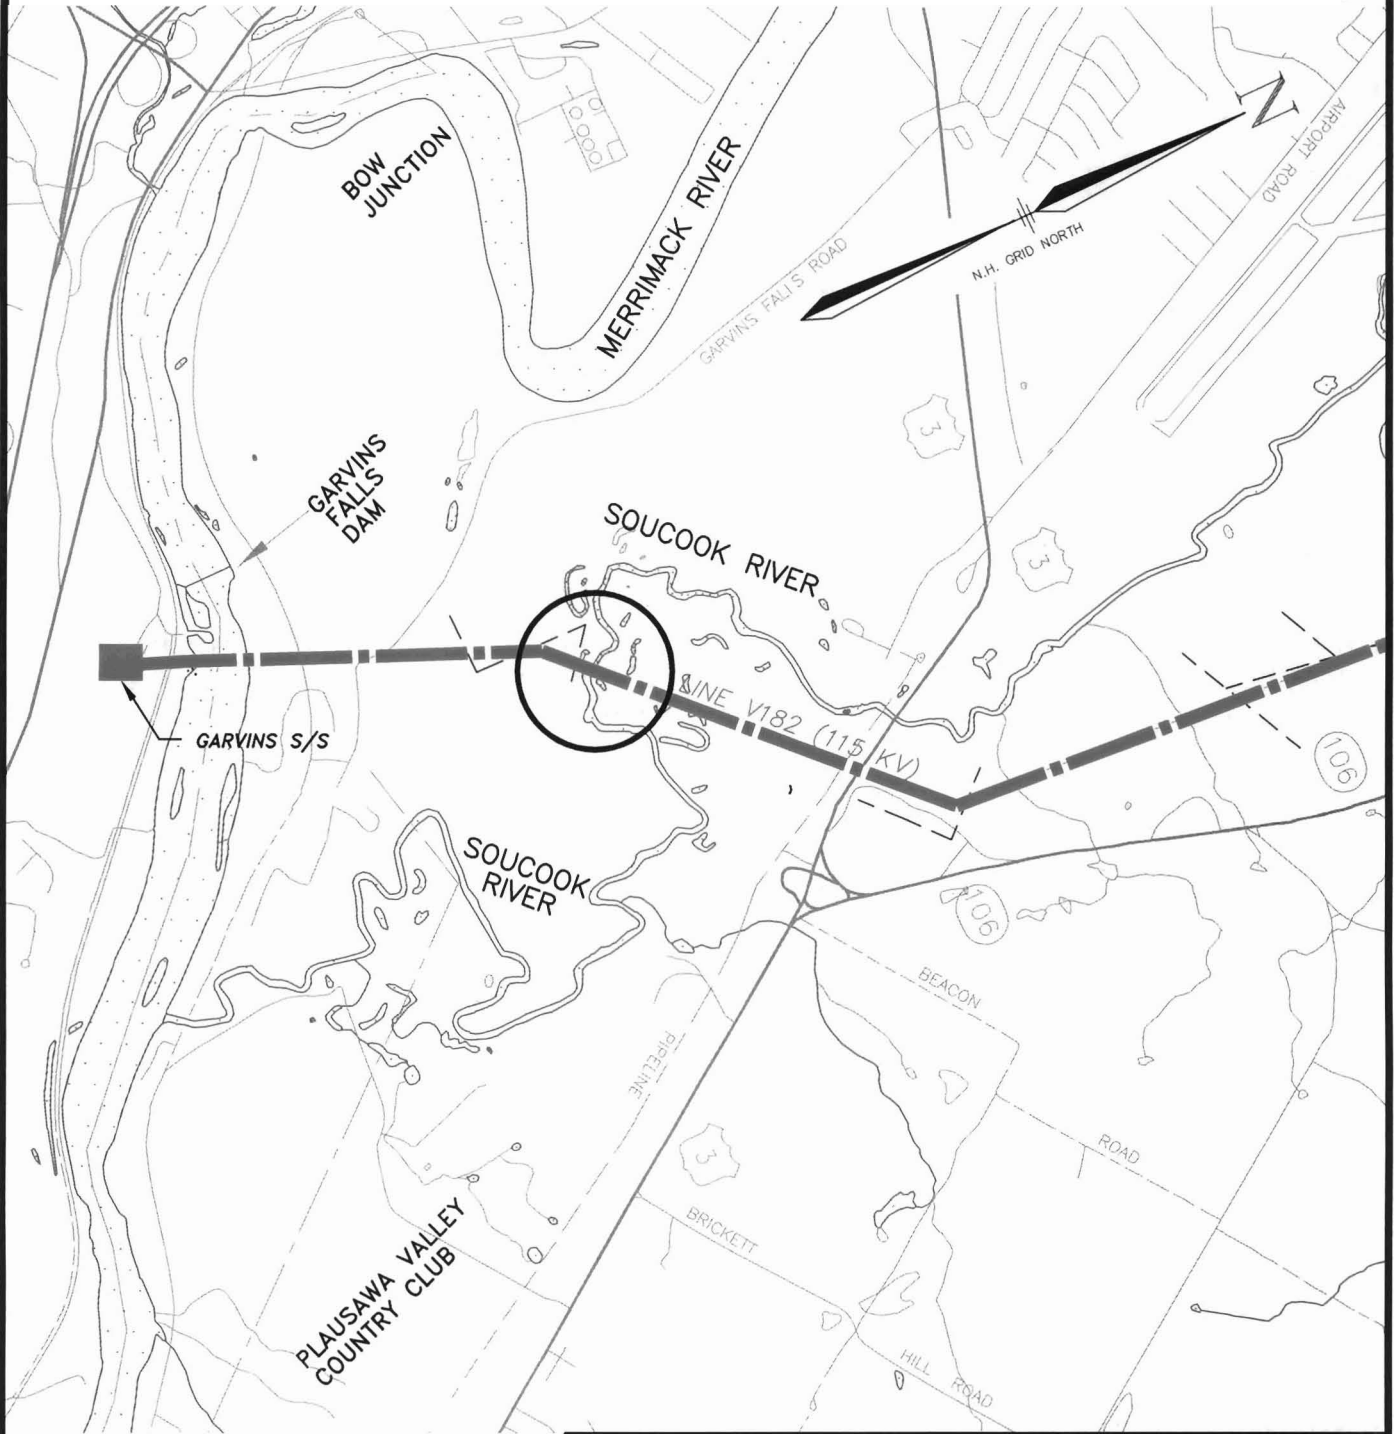 N
AIRPORT ROAD
BOW
JUNCTION
MERRIMACK RIVER
N.H. GRID NORTH
GARVINS FALLS ROAD
3
GARVINS
FALLS
DAM
SOUCOOK RIVER
3
LINE V182 (115 KV)
GARVINS S/S
106
SOUCOOK
RIVER
106
BEACON
PIPELINE
ROAD
3
BRICKETT
PLAUSAWA VALLEY
COUNTRY CLUB
HILL ROAD